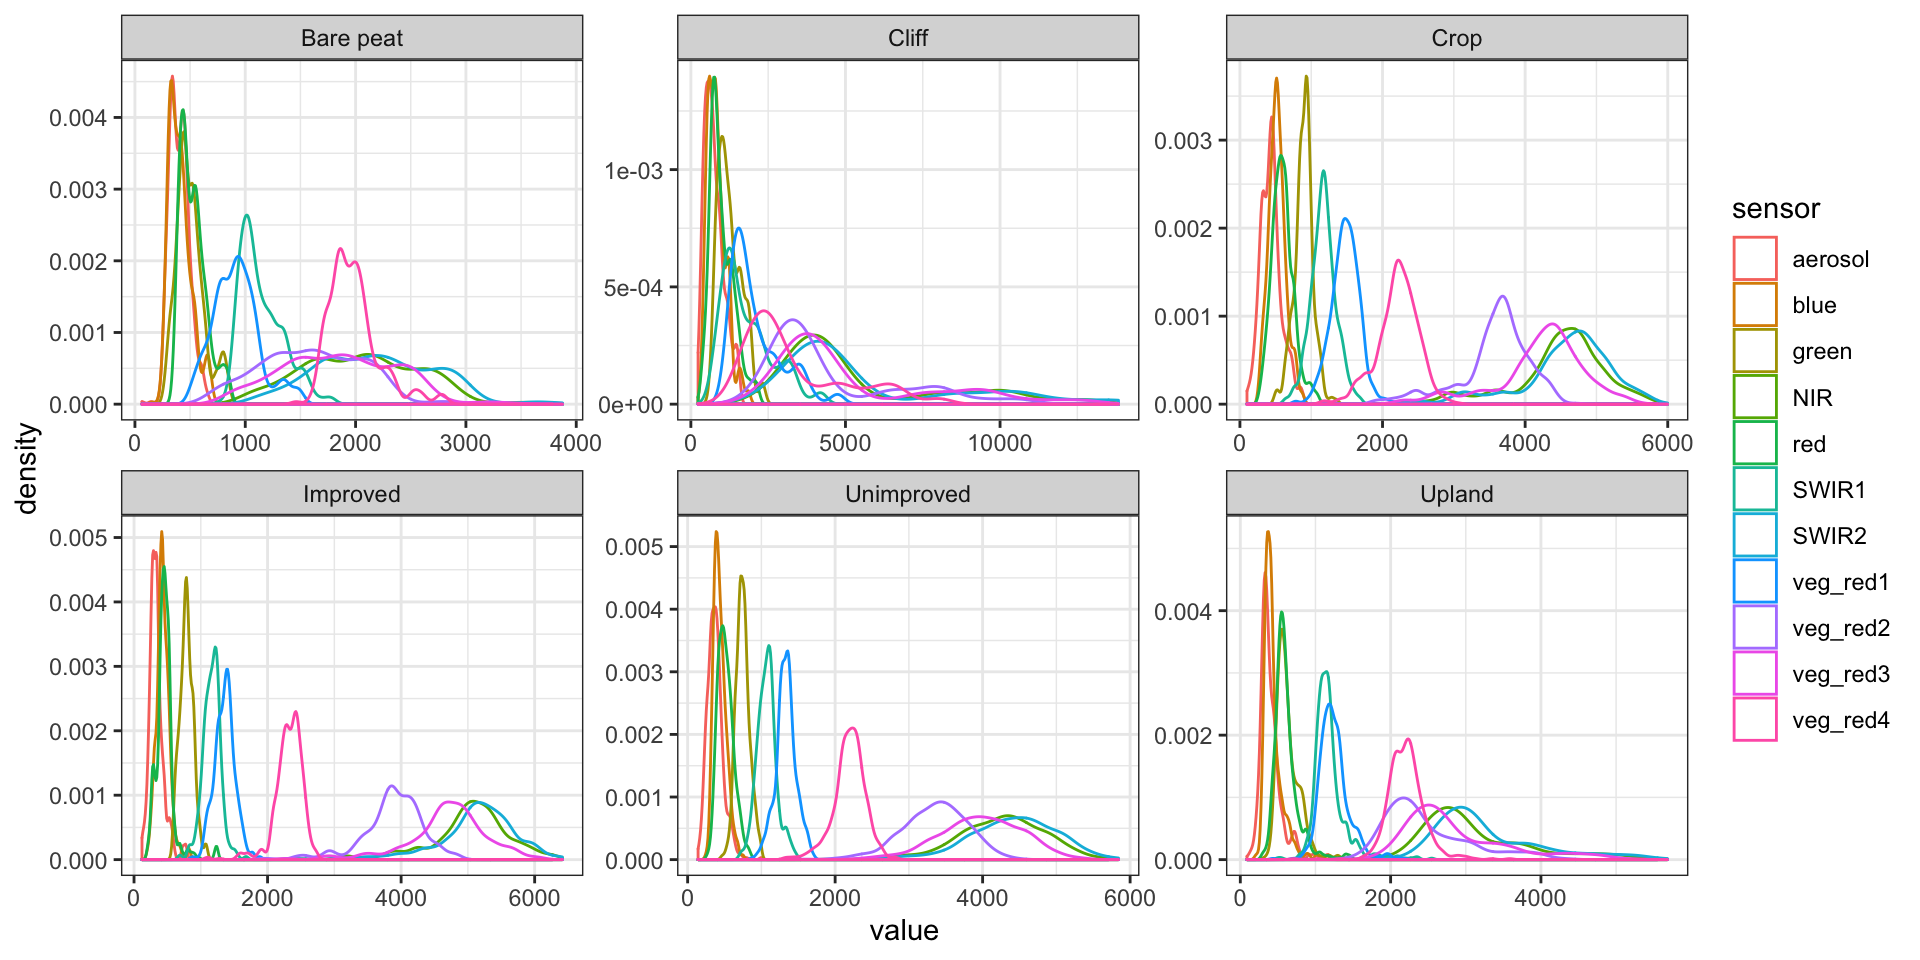 Bare peat
Cliff
Crop
0.004
0.003
0.002
0.001
0.000
0 1000 2000 3000 4000
1e-03
5e-04
0e+00
0 5000 10000
0.003
0.002
0.001
0.000
0 2000 4000 6000
Improved
Unimproved
Upland
0.005
0.004
0.003
0.002
0.001
0.000
0 2000 4000 6000
0.005
0.004
0.003
0.002
0.001
0.000
0 2000 4000 6000
0.004
0.002
0.000
0 2000 4000
density
value
sensor
aerosol
blue
green
NIR
red
SWIR1
SWIR2
veg_red1
veg_red2
veg_red3
veg_red4